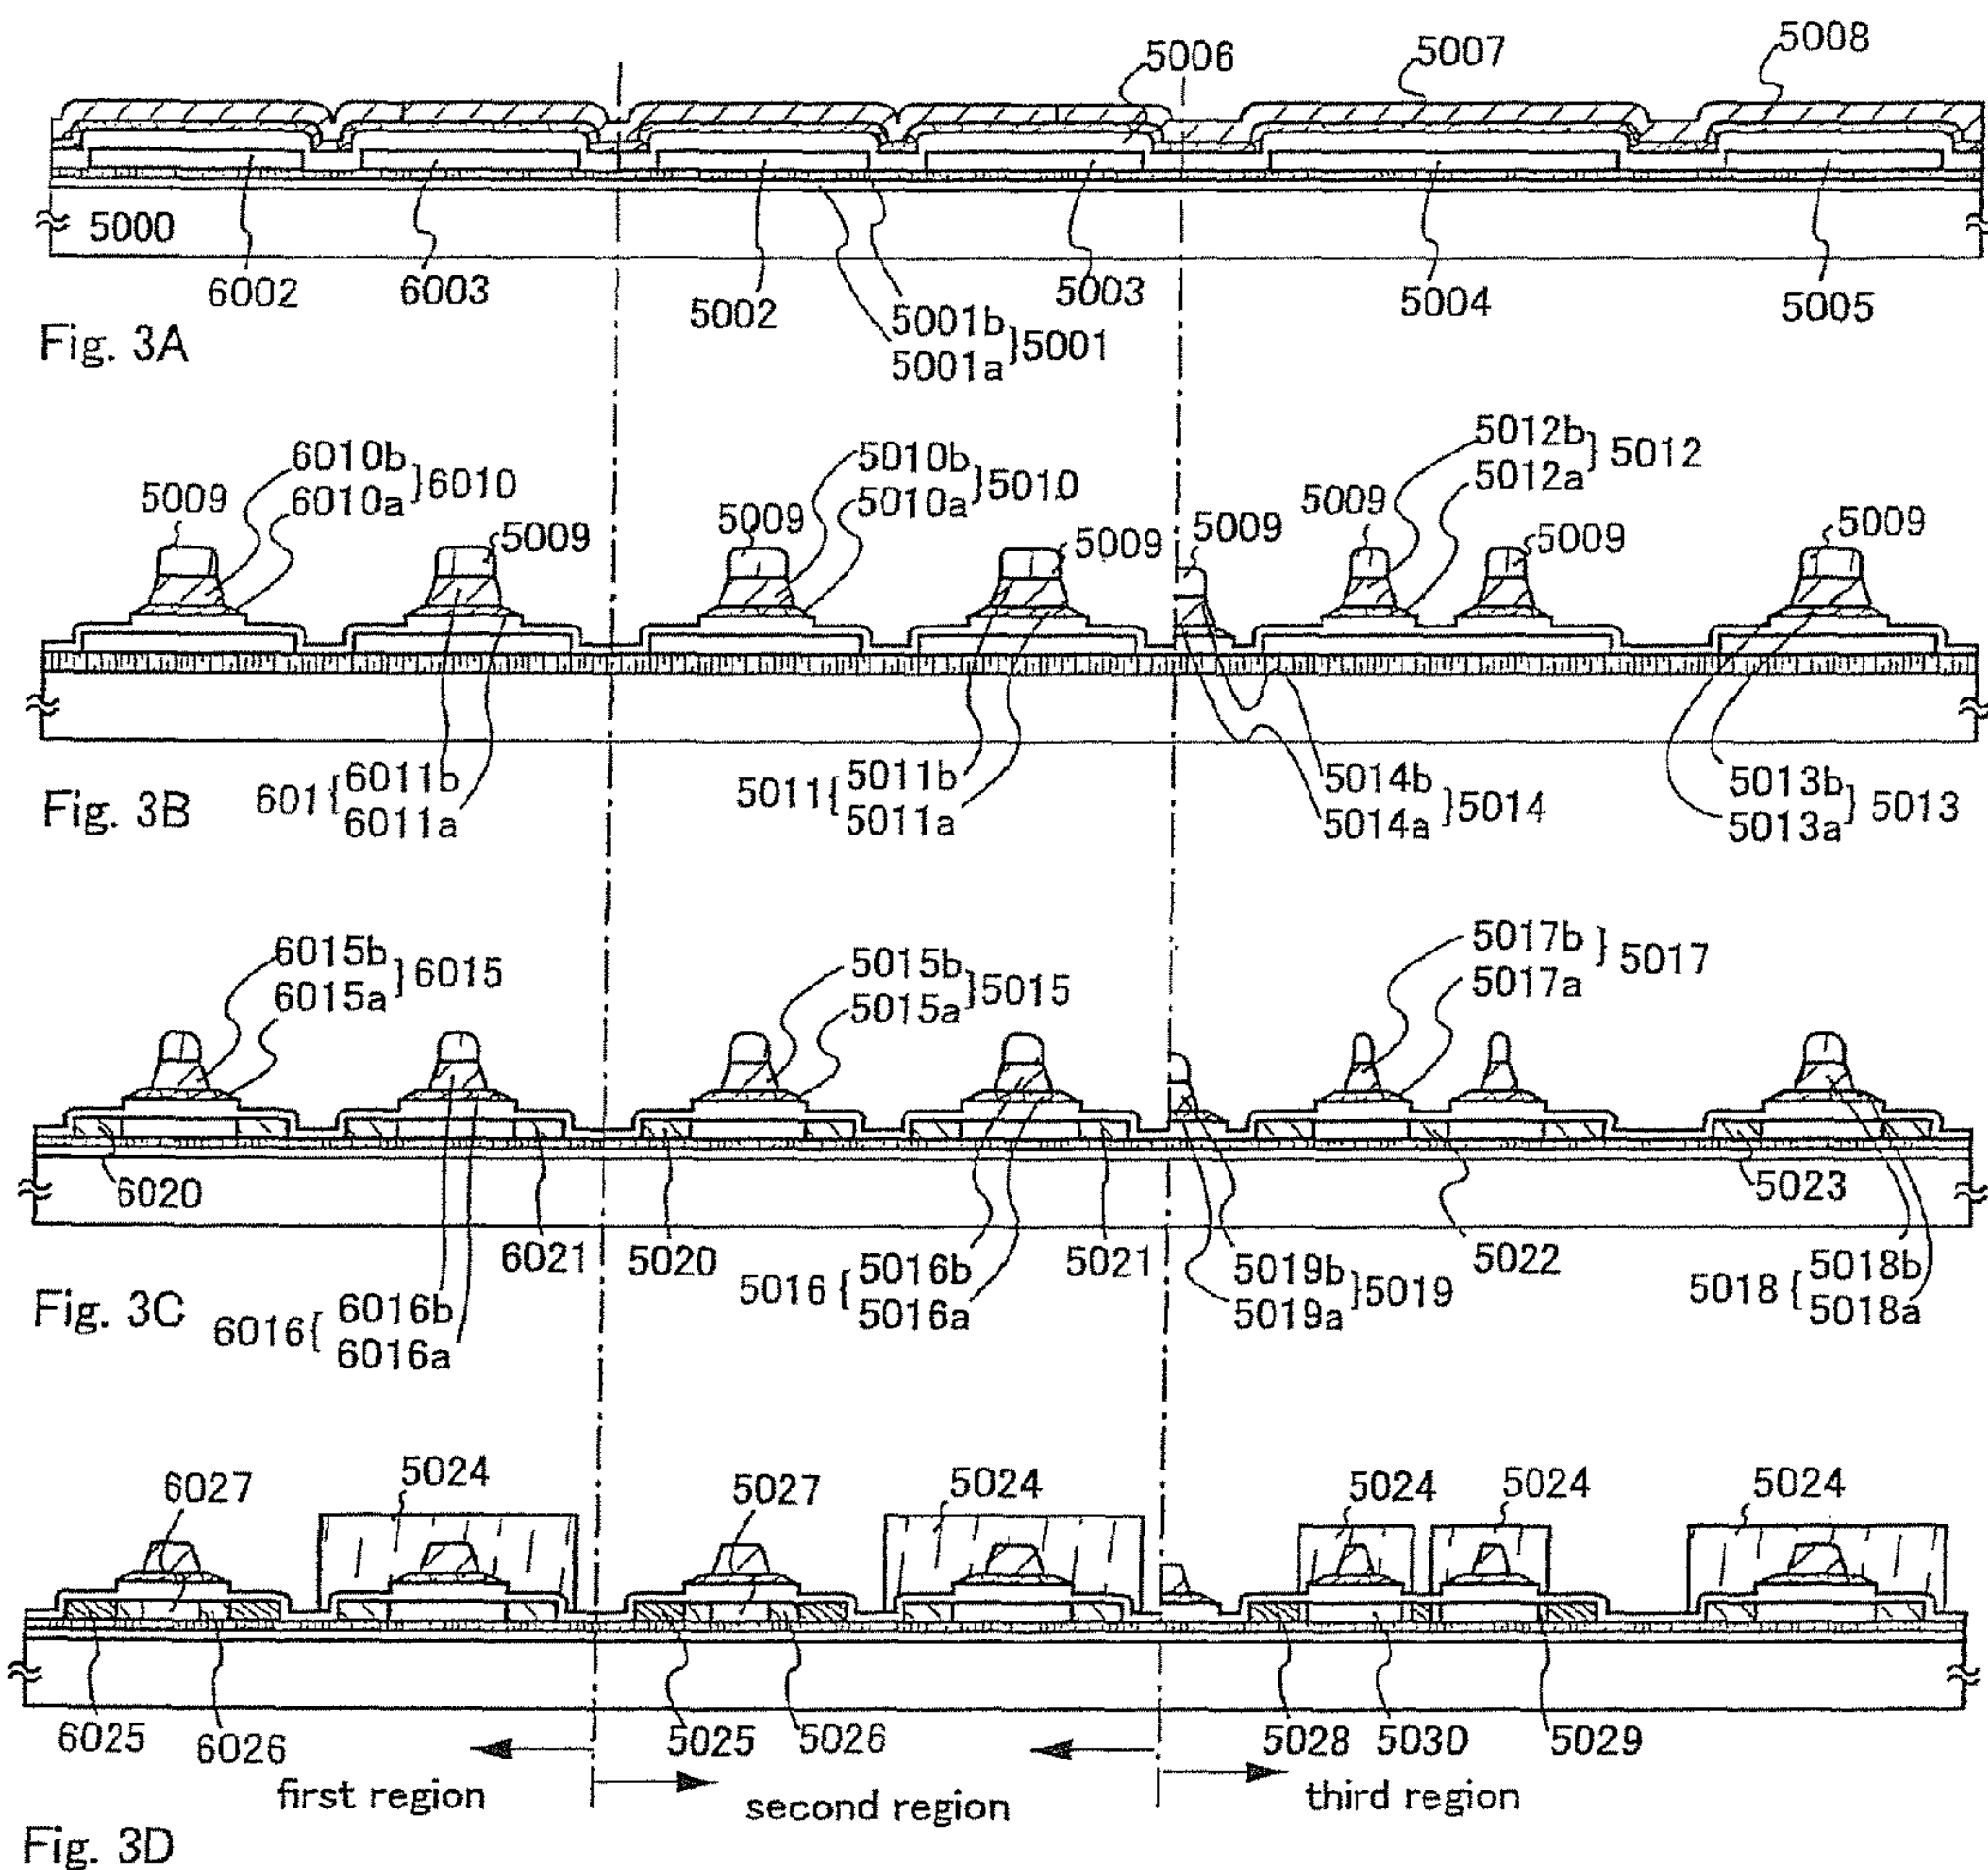 5006 5007 5008
5000
6002 6003 5002 5003 5004 5005
5001b
5001a }5001
Fig. 3A
6010b
6010a }6010
5010b
5010a }5010
5012b
5012a } 5012
5009 5009 5009 5009 5009 5009 5009 5009
601 { 6011b
6011a
5011 { 5011b
5011a
5014b
5014a }5014
5013b
5013a } 5013
Fig. 3B
6015b
6015a }6015
5015b
5015a }5015
5017b
5017a } 5017
6020 6021 5020 5021 5022 5023
6016 { 6016b
6016a
5016 { 5016b
5016a
5019b
5019a }5019
5018 { 5018b
5018a
Fig. 3C
6027 5024 5027 5024 5024 5024 5024
6025 6026 5025 5026 5028 5030 5029
first region second region third region
Fig. 3D